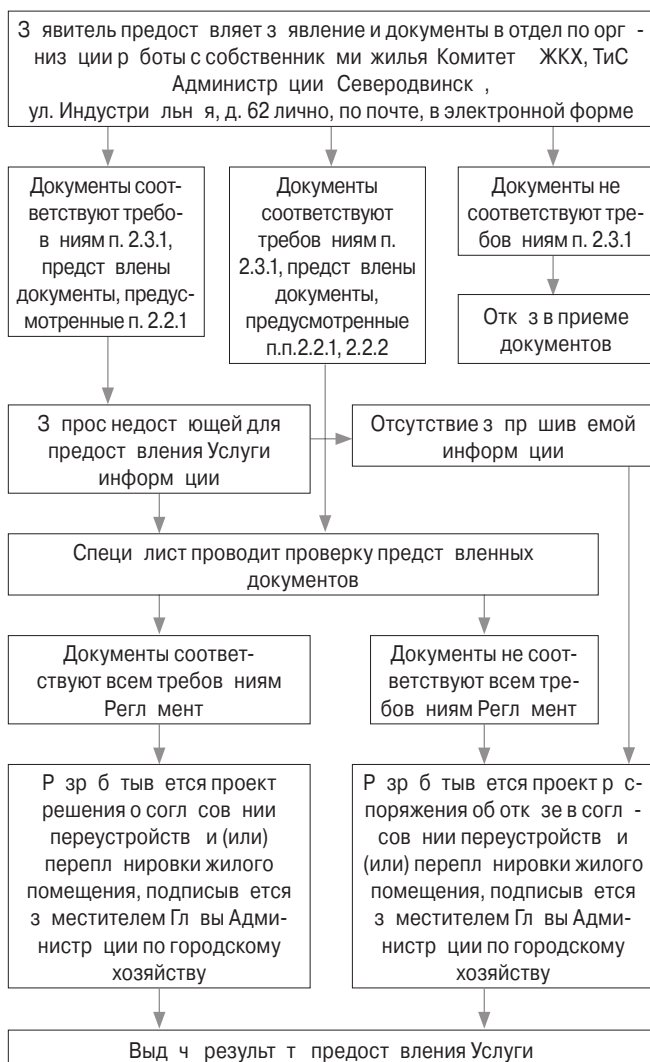 З явитель предост вляет з явление и документы в отдел по орг -
низ ции р боты с собственник ми жилья Комитет ЖКХ, ТиС
Администр ции Северодвинск ,
ул. Индустри льн я, д. 62 лично, по почте, в электронной форме
Документы соот-
ветствуют требо-
в ниям п. 2.3.1,
предст влены
документы, предус-
мотренные п. 2.2.1
Документы
соответствуют
требов ниям п.
2.3.1, предст влены
документы,
предусмотренные
п.п.2.2.1, 2.2.2
Документы не
соответствуют тре-
бов ниям п. 2.3.1
Отк з в приеме
документов
З прос недост ющей для
предост вления Услуги
информ ции
Отсутствие з пр шив емой
информ ции
Специ лист проводит проверку предст вленных
документов
Документы соответ-
ствуют всем требов ниям
Регл мент
Документы не соот-
ветствуют всем тре-
бов ниям Регл мент
Р зр б тыв ется проект
решения о согл сов нии
переустройств и (или)
перепл нировки жилого
помещения, подписыв ется
з местителем Гл вы Адми-
нистр ции по городскому
хозяйству
Р зр б тыв ется проект р с-
поряжения об отк зе в согл -
сов нии переустройств и
(или) перепл нировки жилого
помещения, подписыв ется
з местителем Гл вы Адми-
нистр ции по городскому
хозяйству
Выд ч результ т предост вления Услуги